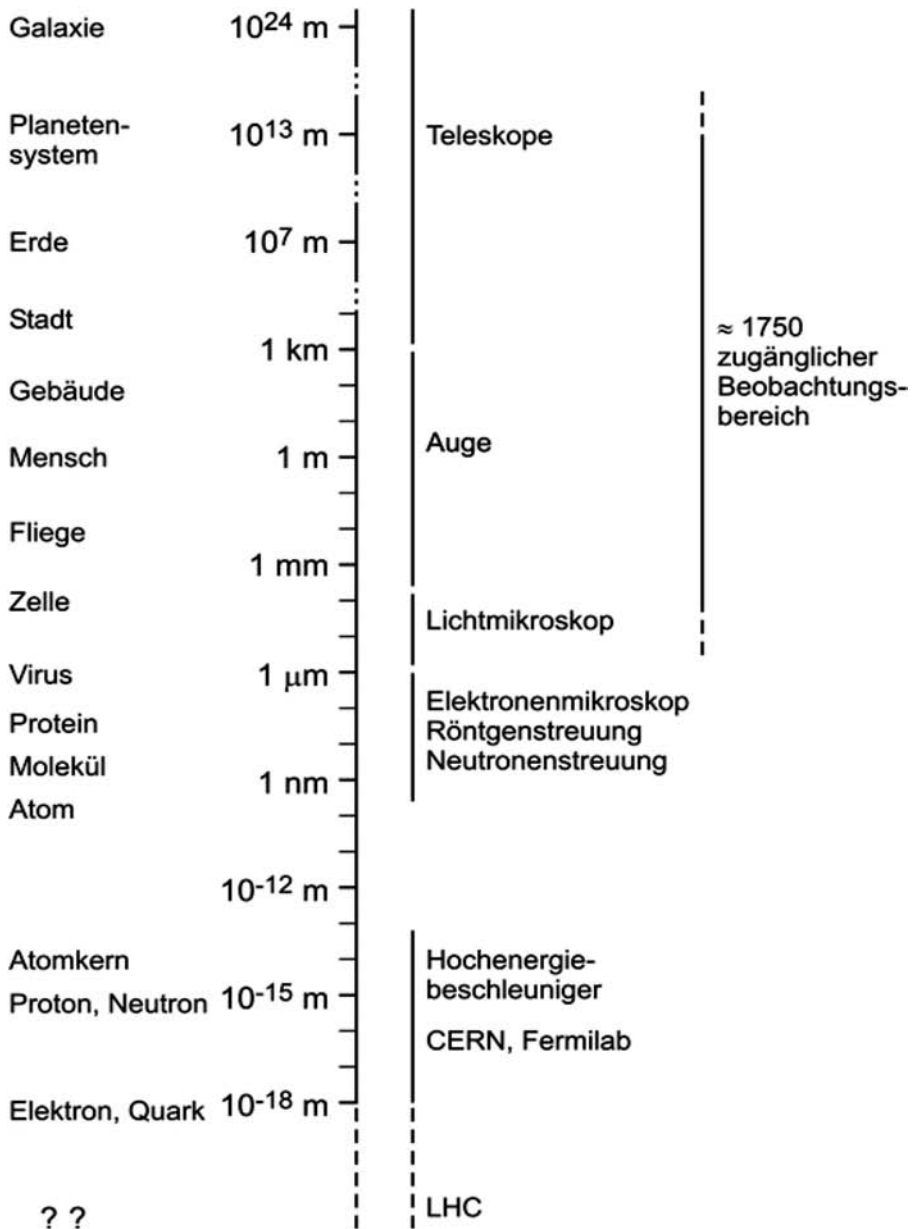 Galaxie 10²⁴ m
Planeten-
system 10¹³ m Teleskope
Erde 10⁷ m
Stadt
1 km
≈ 1750
zugänglicher
Beobachtungs-
bereich
Gebäude
Mensch 1 m Auge
Fliege
1 mm
Zelle
Lichtmikroskop
Virus 1 μm
Elektronenmikroskop
Protein Röntgenstreuung
Molekül Neutronenstreuung
1 nm
Atom
10⁻¹² m
Atomkern Hochenergie-
beschleuniger
Proton, Neutron 10⁻¹⁵ m
CERN, Fermilab
Elektron, Quark 10⁻¹⁸ m
? ? LHC